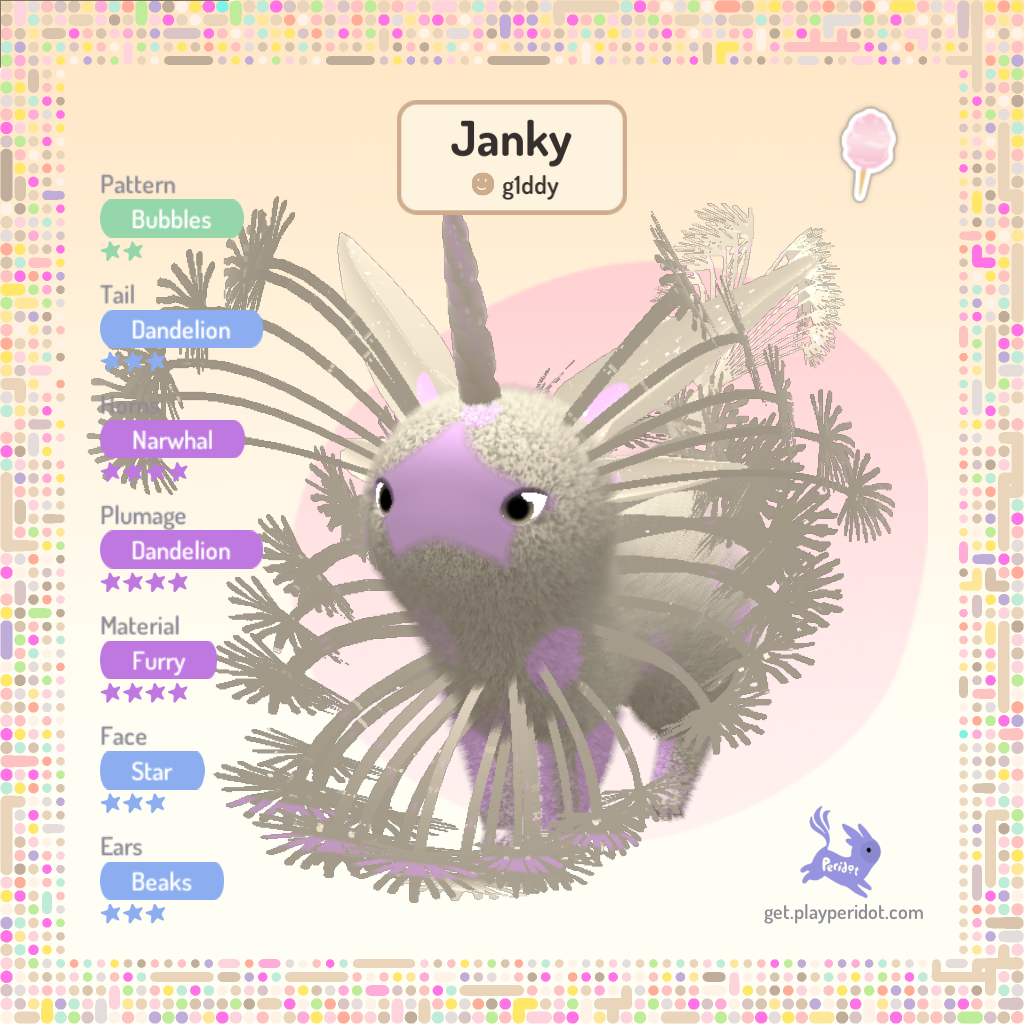 Janky
g1ddy
Pattern
Bubbles
Tail
Dandelion
Horns
Narwhal
Plumage
Dandelion
Material
Furry
Face
Star
Ears
Beaks
Peridot
get.playperidot.com